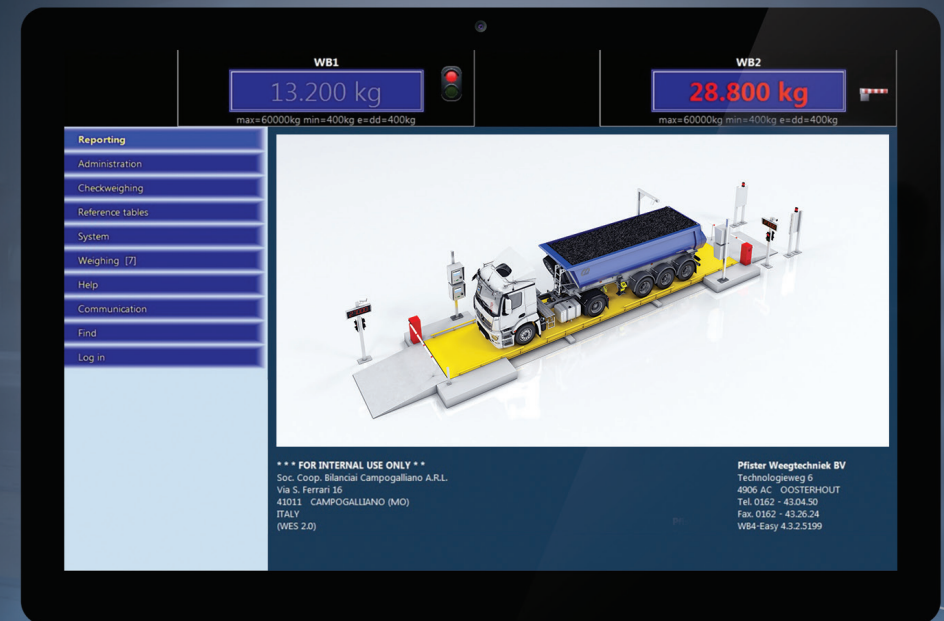 WB1
13.200 kg
max=60000kg min=400kg e=dd=400kg
WB2
28.800 kg
max=60000kg min=400kg e=dd=400kg
Reporting
Administration
Checkweighing
Reference tables
System
Weighing [7]
Help
Communication
Find
Log in
* * * FOR INTERNAL USE ONLY * *
Soc. Coop. Bilanciai Campogalliano A.R.L.
Via S. Ferrari 16
41011 CAMPOGALLIANO (MO)
ITALY
(WES 2.0)
Pfister Weegtechniek BV
Technologieweg 6
4906 AC OOSTERHOUT
Tel. 0162 - 43.04.50
Fax. 0162 - 43.26.24
WB4-Easy 4.3.2.5199